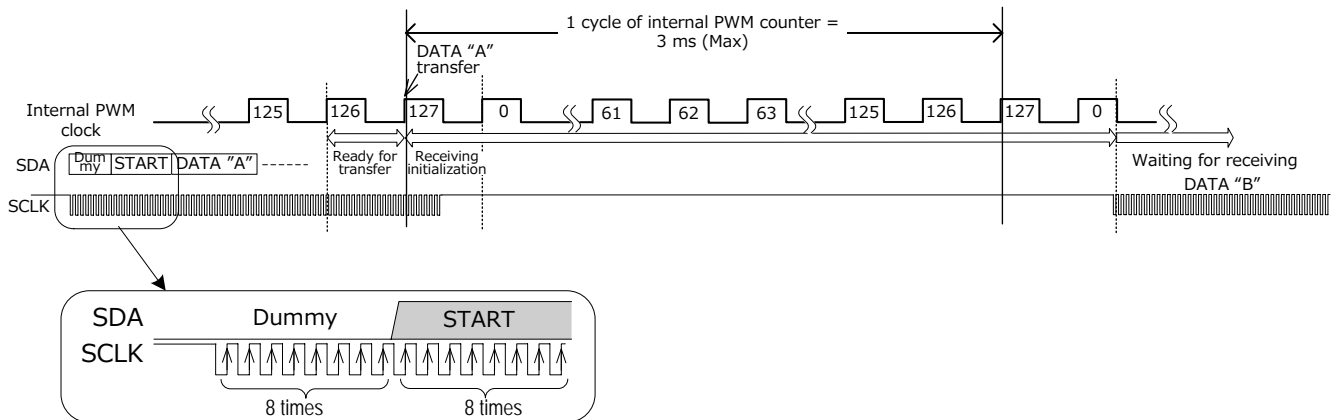 1 cycle of internal PWM counter =
3 ms (Max)
DATA "A"
transfer
Internal PWM
clock
125 126 127 0 61 62 63 125 126 127 0
Ready for
transfer
Receiving
initialization
Waiting for receiving
DATA "B"
SDA
Dum
my
START
DATA "A"
SCLK
SDA Dummy START
SCLK
8 times 8 times